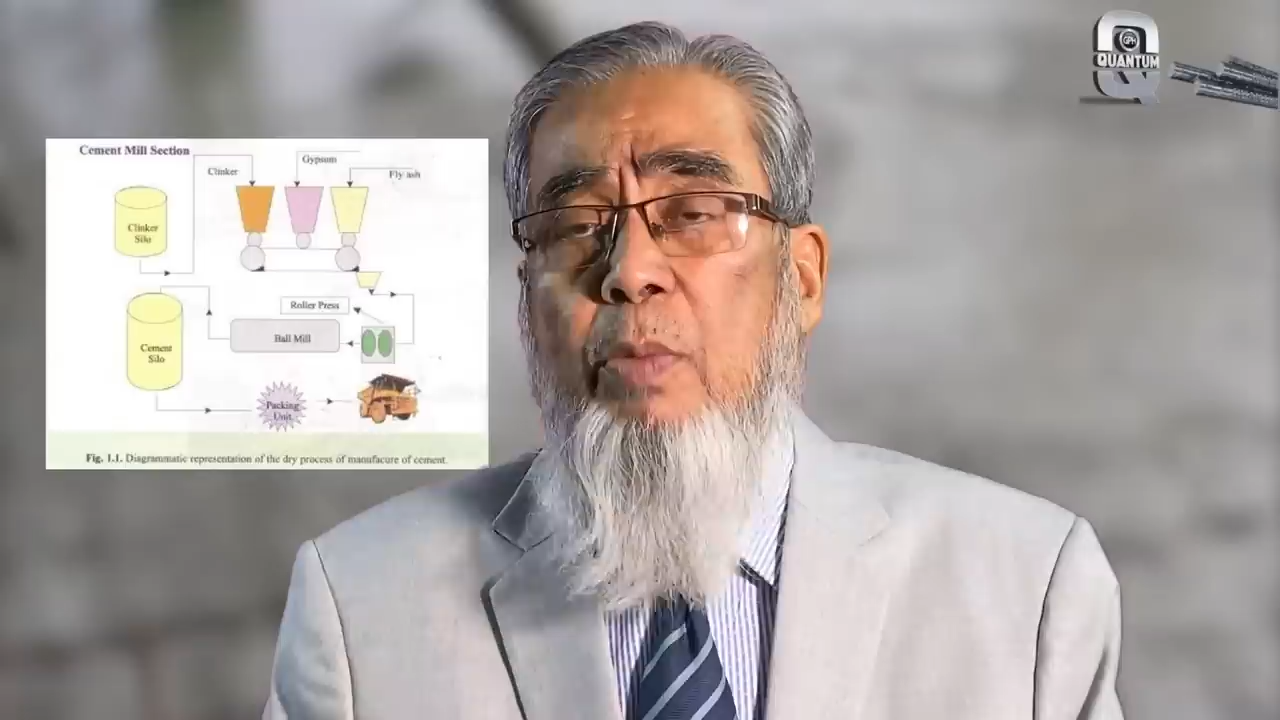 Cement Mill Section
Clinker
Gypsum
Fly ash
Clinker
Silo
Roller Press
Ball Mill
Cement
Silo
Packing
Unit
Fig. 1.1. Diagrammatic representation of the dry process of manufacure of cement.
GPH
QUANTUM